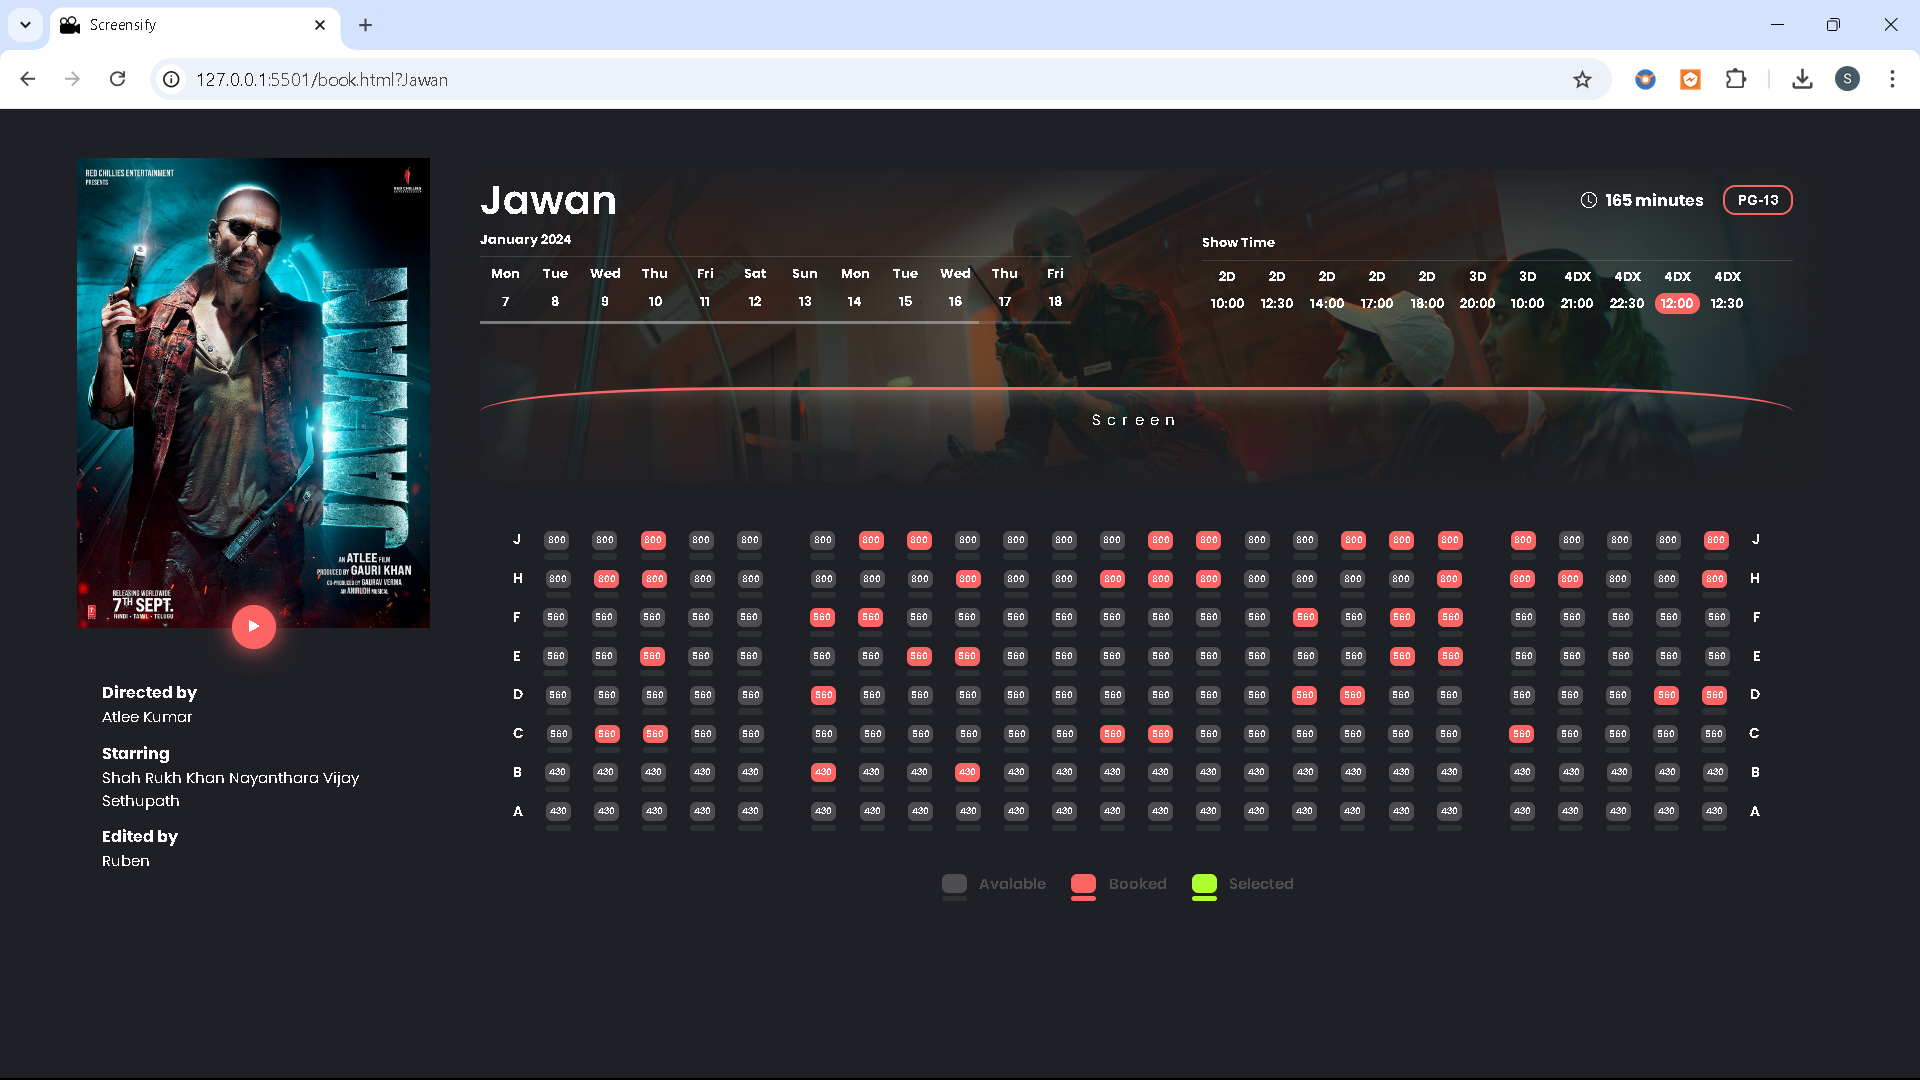 Screensify
127.0.0.1:5501/book.html?Jawan
S
RED CHILLIES ENTERTAINMENT
PRESENTS
RED CHILLIES
JAWAN
AN ATLEE FILM
PRODUCED BY GAURI KHAN
CO-PRODUCED BY GAURAV VERMA
AN ANIRUDH MUSICAL
RELEASING WORLDWIDE
7TH SEPT.
HINDI • TAMIL • TELUGU
Directed by
Atlee Kumar
Starring
Shah Rukh Khan Nayanthara Vijay
Sethupath
Edited by
Ruben
Jawan
165 minutes
PG-13
January 2024
Mon Tue Wed Thu Fri Sat Sun Mon Tue Wed Thu Fri
7 8 9 10 11 12 13 14 15 16 17 18
Show Time
2D 2D 2D 2D 2D 3D 3D 4DX 4DX 4DX 4DX
10:00 12:30 14:00 17:00 18:00 20:00 10:00 21:00 22:30 12:00 12:30
Screen
J 800 800 800 800 800 800 800 800 800 800 800 800 800 800 800 800 800 800 800 800 800 800 800 800 J
H 800 800 800 800 800 800 800 800 800 800 800 800 800 800 800 800 800 800 800 800 800 800 800 800 H
F 560 560 560 560 560 560 560 560 560 560 560 560 560 560 560 560 560 560 560 560 560 560 560 560 F
E 560 560 560 560 560 560 560 560 560 560 560 560 560 560 560 560 560 560 560 560 560 560 560 560 E
D 560 560 560 560 560 560 560 560 560 560 560 560 560 560 560 560 560 560 560 560 560 560 560 560 D
C 560 560 560 560 560 560 560 560 560 560 560 560 560 560 560 560 560 560 560 560 560 560 560 560 C
B 430 430 430 430 430 430 430 430 430 430 430 430 430 430 430 430 430 430 430 430 430 430 430 430 B
A 430 430 430 430 430 430 430 430 430 430 430 430 430 430 430 430 430 430 430 430 430 430 430 430 A
Avalable
Booked
Selected